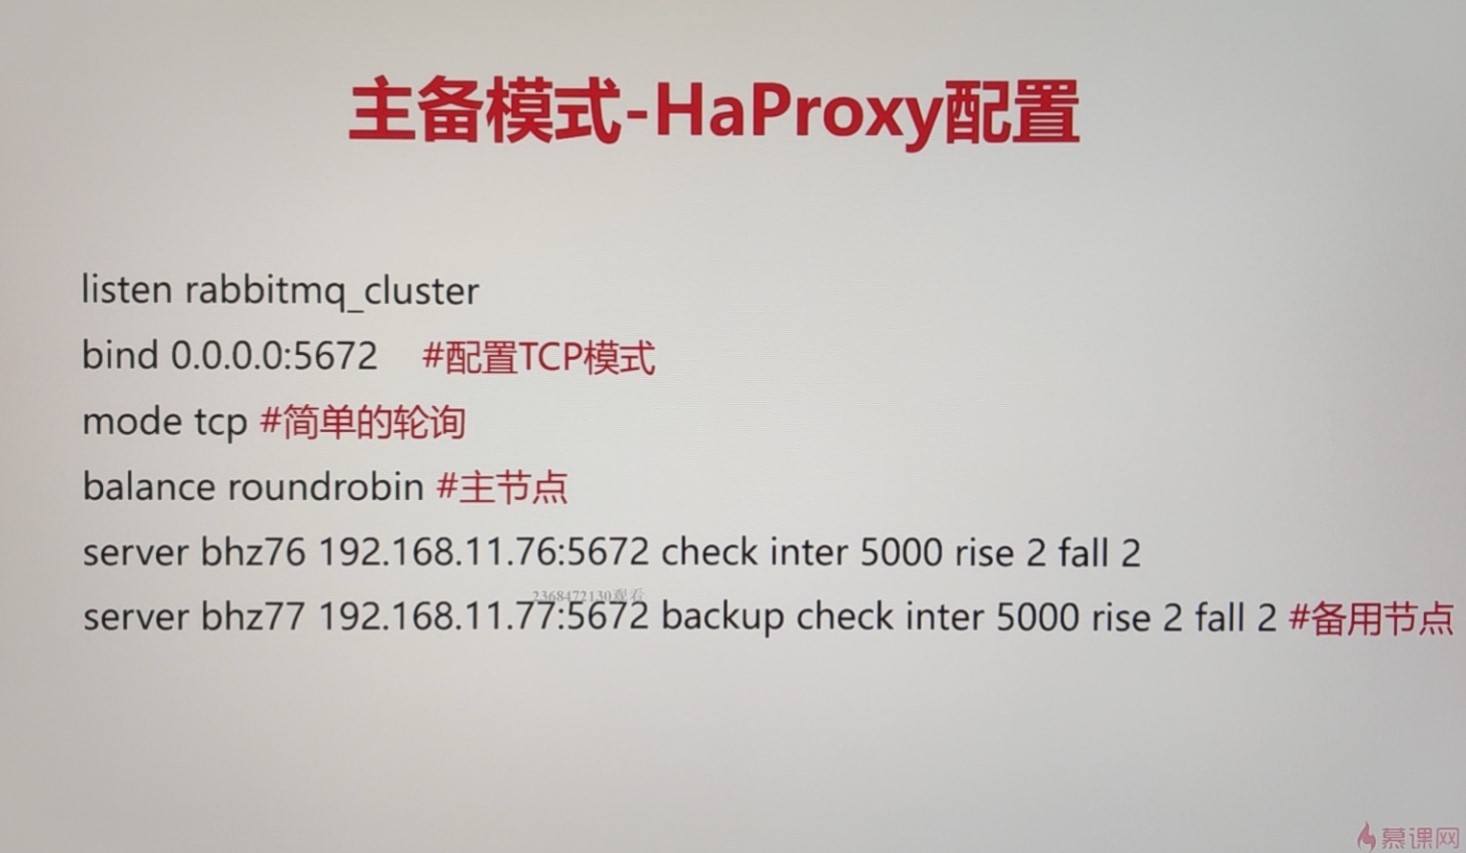 主备模式-HaProxy配置
listen rabbitmq_cluster
bind 0.0.0.0:5672 #配置TCP模式
mode tcp #简单的轮询
balance roundrobin #主节点
server bhz76 192.168.11.76:5672 check inter 5000 rise 2 fall 2
2368472130观看
server bhz77 192.168.11.77:5672 backup check inter 5000 rise 2 fall 2 #备用节点
慕课网